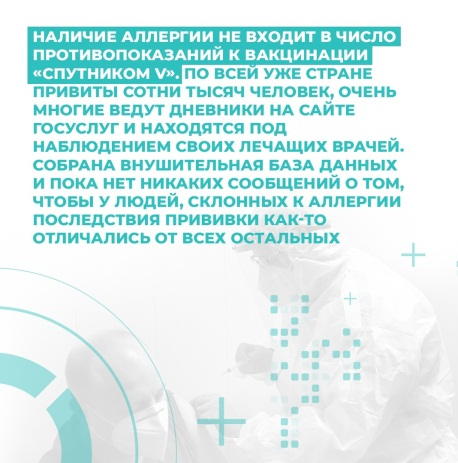 НАЛИЧИЕ АЛЛЕРГИИ НЕ ВХОДИТ В ЧИСЛО
ПРОТИВОПОКАЗАНИЙ К ВАКЦИНАЦИИ
«СПУТНИКОМ V». ПО ВСЕЙ УЖЕ СТРАНЕ
ПРИВИТЫ СОТНИ ТЫСЯЧ ЧЕЛОВЕК, ОЧЕНЬ
МНОГИЕ ВЕДУТ ДНЕВНИКИ НА САЙТЕ
ГОСУСЛУГ И НАХОДЯТСЯ ПОД
НАБЛЮДЕНИЕМ СВОИХ ЛЕЧАЩИХ ВРАЧЕЙ.
СОБРАНА ВНУШИТЕЛЬНАЯ БАЗА ДАННЫХ
И ПОКА НЕТ НИКАКИХ СООБЩЕНИЙ О ТОМ,
ЧТОБЫ У ЛЮДЕЙ, СКЛОННЫХ К АЛЛЕРГИИ
ПОСЛЕДСТВИЯ ПРИВИВКИ КАК-ТО
ОТЛИЧАЛИСЬ ОТ ВСЕХ ОСТАЛЬНЫХ